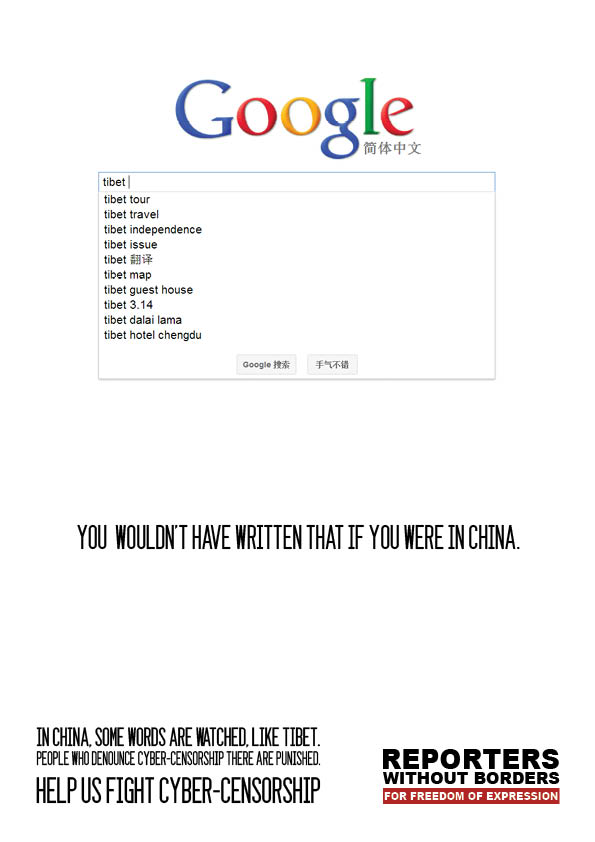 Google
简体中文
tibet
tibet tour
tibet travel
tibet independence
tibet issue
tibet 翻译
tibet map
tibet guest house
tibet 3.14
tibet dalai lama
tibet hotel chengdu
Google 搜索 手气不错
YOU WOULDN'T HAVE WRITTEN THAT IF YOU WERE IN CHINA.
IN CHINA, SOME WORDS ARE WATCHED, LIKE TIBET.
PEOPLE WHO DENOUNCE CYBER-CENSORSHIP THERE ARE PUNISHED.
HELP US FIGHT CYBER-CENSORSHIP
REPORTERS
WITHOUT BORDERS
FOR FREEDOM OF EXPRESSION